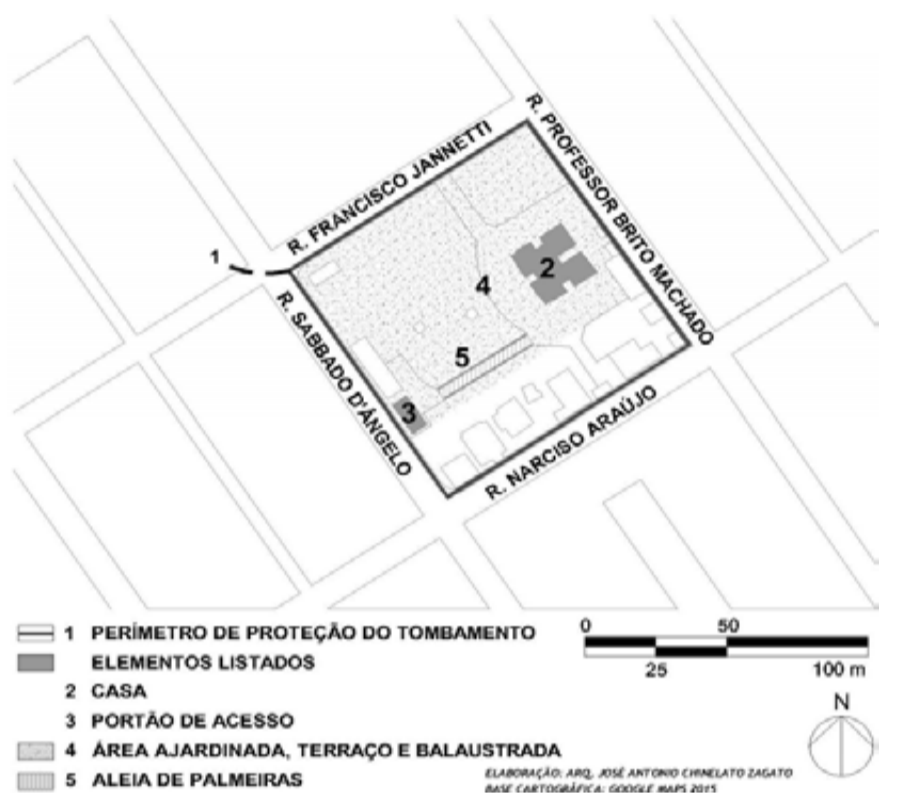 R. PROFESSOR BRITO MACHADO
R. FRANCISCO JANNETTI
1
2
4
R. SABBADO D'ÂNGELO
5
3
R. NARCISO ARAÚJO
1 PERÍMETRO DE PROTEÇÃO DO TOMBAMENTO
ELEMENTOS LISTADOS
2 CASA
3 PORTÃO DE ACESSO
4 ÁREA AJARDINADA, TERRAÇO E BALAUSTRADA
5 ALEIA DE PALMEIRAS
0 50
25 100 m
N
ELABORAÇÃO: ARQ. JOSÉ ANTONIO CHINELATO ZAGATO
BASE CARTOGRÁFICA: GOOGLE MAPS 2015